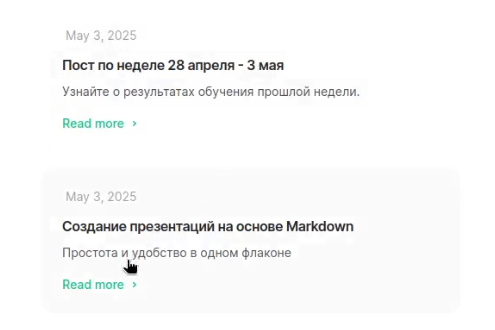 May 3, 2025
Пост по неделе 28 апреля - 3 мая
Узнайте о результатах обучения прошлой недели.
Read more ›
May 3, 2025
Создание презентаций на основе Markdown
Простота и удобство в одном флаконе
Read more ›